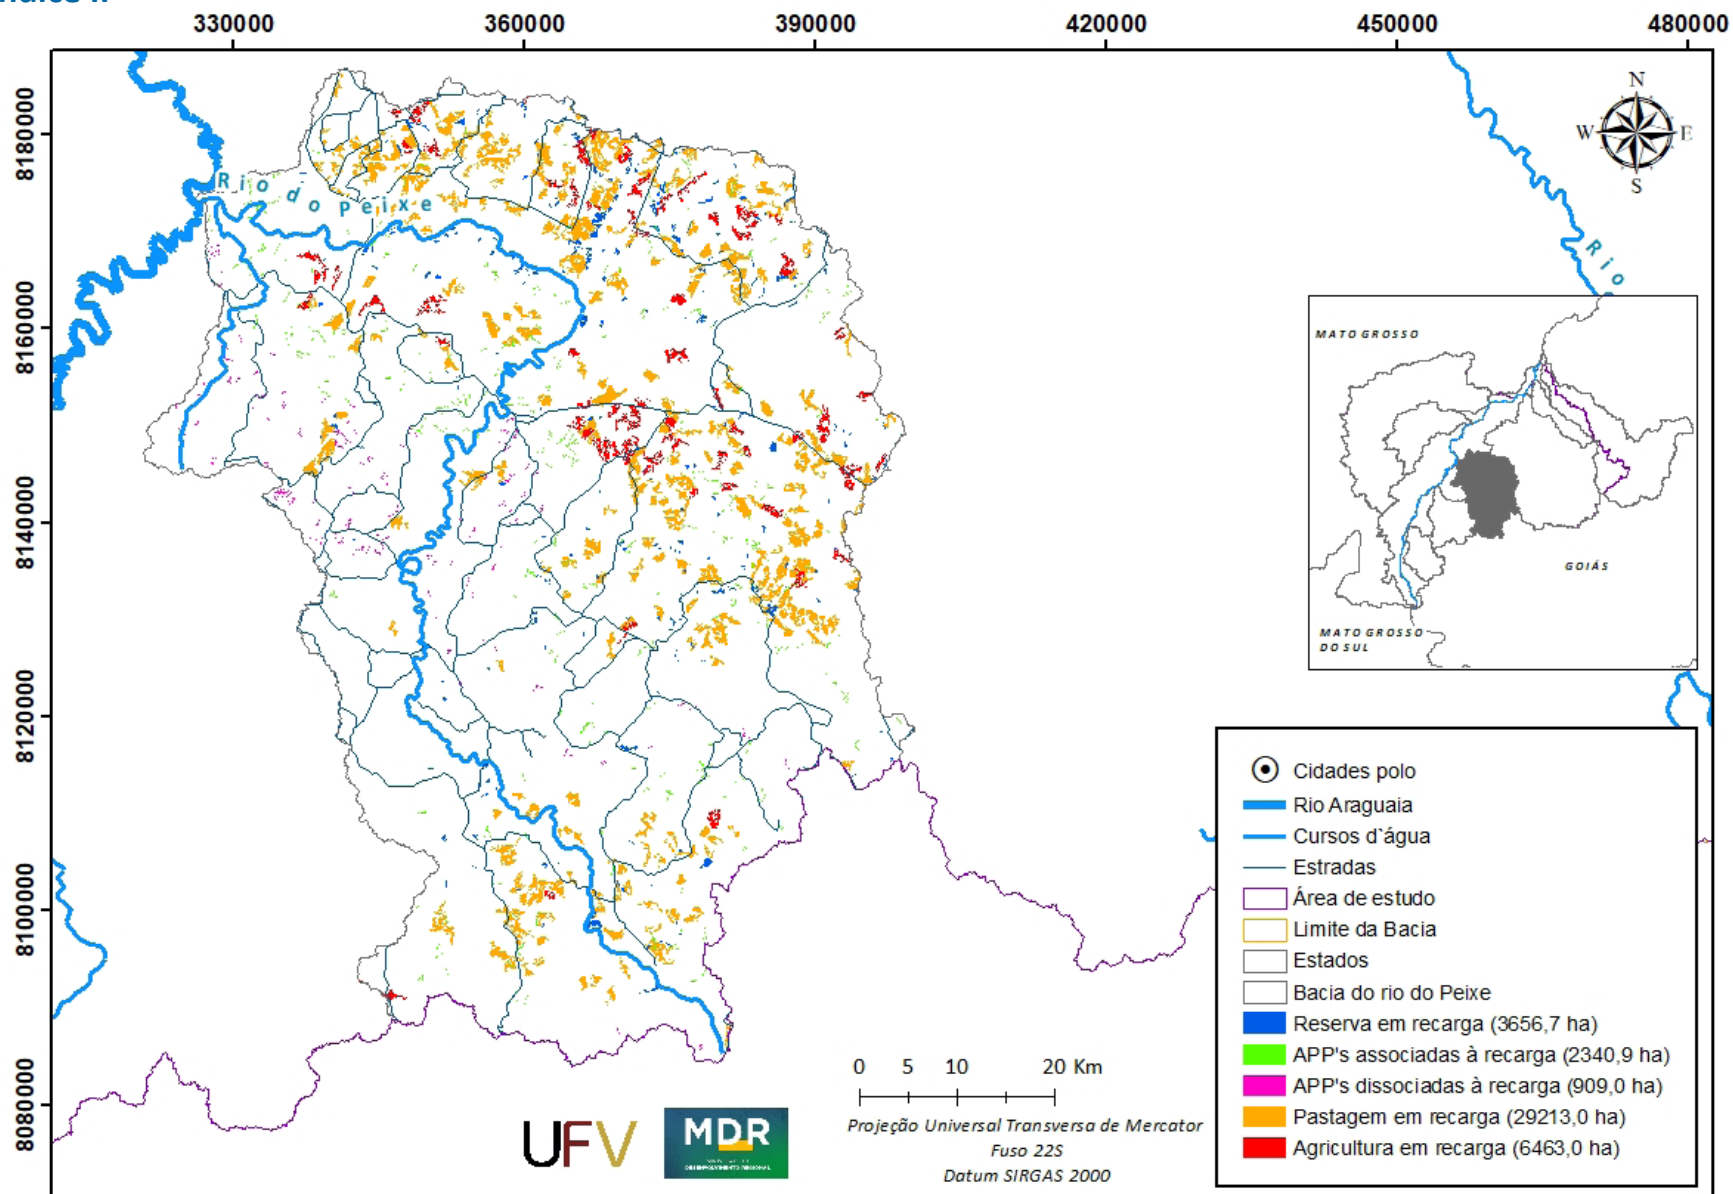 330000
360000
390000
420000
450000
480000
8180000
8160000
8140000
8120000
8100000
8080000
Rio do Peixe
Rio
N
W
E
S
MATO GROSSO
GOIÁS
MATO GROSSO
DO SUL
Cidades polo
Rio Araguaia
Cursos d`água
Estradas
Área de estudo
Limite da Bacia
Estados
Bacia do rio do Peixe
Reserva em recarga (3656,7 ha)
APP's associadas à recarga (2340,9 ha)
APP's dissociadas à recarga (909,0 ha)
Pastagem em recarga (29213,0 ha)
Agricultura em recarga (6463,0 ha)
0 5 10 20 Km
Projeção Universal Transversa de Mercator
Fuso 22S
Datum SIRGAS 2000
UFV
MDR
DESENVOLVIMENTO REGIONAL